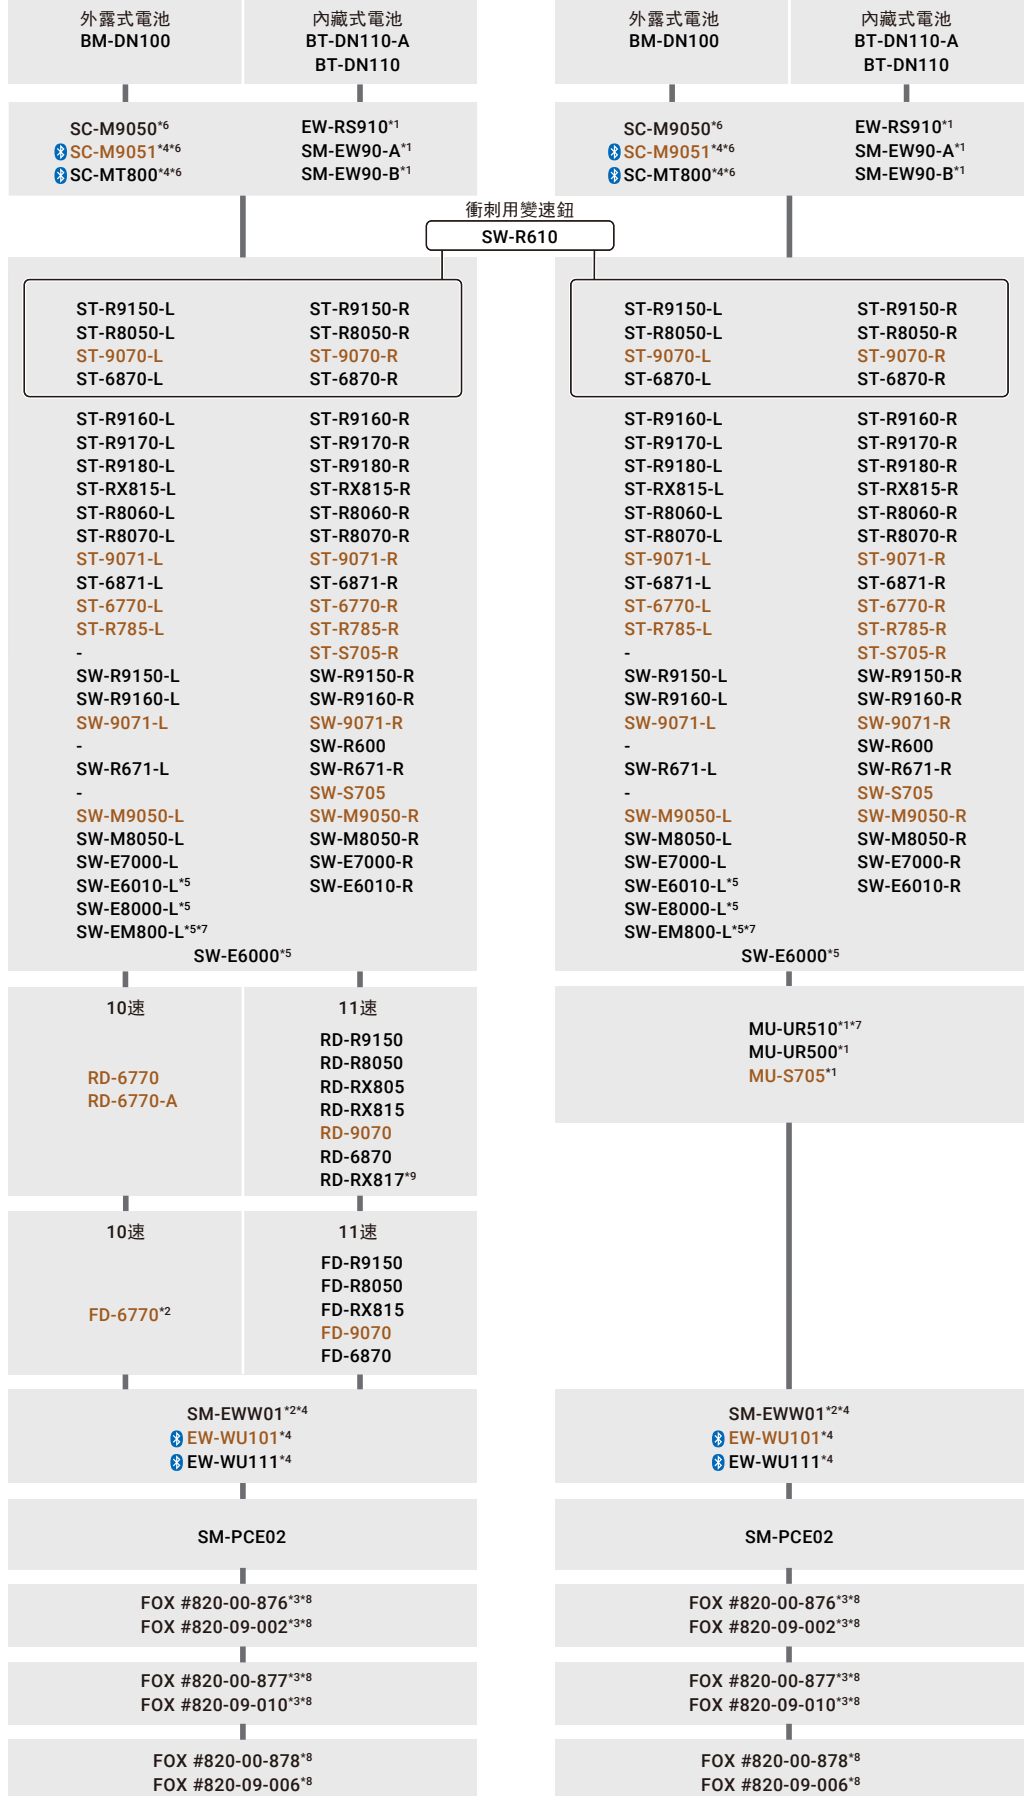 外露式電池
BM-DN100
內藏式電池
BT-DN110-A
BT-DN110
SC-M9050*6
SC-M9051*4*6
SC-MT800*4*6
EW-RS910*1
SM-EW90-A*1
SM-EW90-B*1
外露式電池
BM-DN100
內藏式電池
BT-DN110-A
BT-DN110
SC-M9050*6
SC-M9051*4*6
SC-MT800*4*6
EW-RS910*1
SM-EW90-A*1
SM-EW90-B*1
衝刺用變速鈕
SW-R610
ST-R9150-L ST-R9150-R
ST-R8050-L ST-R8050-R
ST-9070-L ST-9070-R
ST-6870-L ST-6870-R
ST-R9160-L ST-R9160-R
ST-R9170-L ST-R9170-R
ST-R9180-L ST-R9180-R
ST-RX815-L ST-RX815-R
ST-R8060-L ST-R8060-R
ST-R8070-L ST-R8070-R
ST-9071-L ST-9071-R
ST-6871-L ST-6871-R
ST-6770-L ST-6770-R
ST-R785-L ST-R785-R
- ST-S705-R
SW-R9150-L SW-R9150-R
SW-R9160-L SW-R9160-R
SW-9071-L SW-9071-R
- SW-R600
SW-R671-L SW-R671-R
- SW-S705
SW-M9050-L SW-M9050-R
SW-M8050-L SW-M8050-R
SW-E7000-L SW-E7000-R
SW-E6010-L*5 SW-E6010-R
SW-E8000-L*5
SW-EM800-L*5*7
SW-E6000*5
10速
RD-6770
RD-6770-A
11速
RD-R9150
RD-R8050
RD-RX805
RD-RX815
RD-9070
RD-6870
RD-RX817*9
10速
FD-6770*2
11速
FD-R9150
FD-R8050
FD-RX815
FD-9070
FD-6870
SM-EWW01*2*4
EW-WU101*4
EW-WU111*4
SM-PCE02
FOX #820-00-876*3*8
FOX #820-09-002*3*8
FOX #820-00-877*3*8
FOX #820-09-010*3*8
FOX #820-00-878*8
FOX #820-09-006*8
ST-R9150-L ST-R9150-R
ST-R8050-L ST-R8050-R
ST-9070-L ST-9070-R
ST-6870-L ST-6870-R
ST-R9160-L ST-R9160-R
ST-R9170-L ST-R9170-R
ST-R9180-L ST-R9180-R
ST-RX815-L ST-RX815-R
ST-R8060-L ST-R8060-R
ST-R8070-L ST-R8070-R
ST-9071-L ST-9071-R
ST-6871-L ST-6871-R
ST-6770-L ST-6770-R
ST-R785-L ST-R785-R
- ST-S705-R
SW-R9150-L SW-R9150-R
SW-R9160-L SW-R9160-R
SW-9071-L SW-9071-R
- SW-R600
SW-R671-L SW-R671-R
- SW-S705
SW-M9050-L SW-M9050-R
SW-M8050-L SW-M8050-R
SW-E7000-L SW-E7000-R
SW-E6010-L*5 SW-E6010-R
SW-E8000-L*5
SW-EM800-L*5*7
SW-E6000*5
MU-UR510*1*7
MU-UR500*1
MU-S705*1
SM-EWW01*2*4
EW-WU101*4
EW-WU111*4
SM-PCE02
FOX #820-00-876*3*8
FOX #820-09-002*3*8
FOX #820-00-877*3*8
FOX #820-09-010*3*8
FOX #820-00-878*8
FOX #820-09-006*8